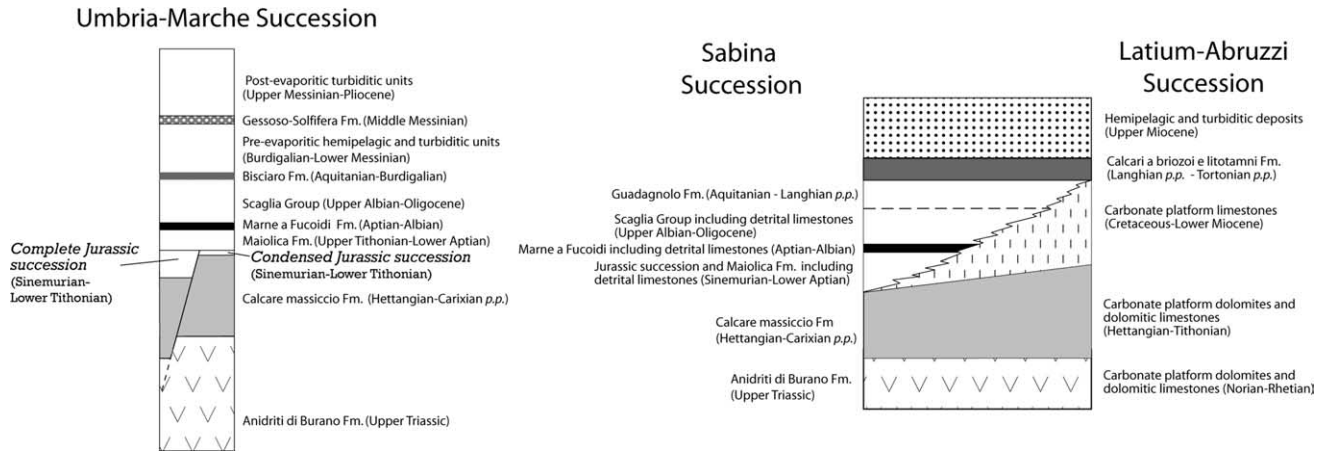 Umbria-Marche Succession
Post-evaporitic turbiditic units
(Upper Messinian-Pliocene)
Gessoso-Solfifera Fm. (Middle Messinian)
Pre-evaporitic hemipelagic and turbiditic units
(Burdigalian-Lower Messinian)
Bisciaro Fm. (Aquitanian-Burdigalian)
Scaglia Group (Upper Albian-Oligocene)
Marne a Fucoidi Fm. (Aptian-Albian)
Maiolica Fm. (Upper Tithonian-Lower Aptian)
Complete Jurassic
succession
(Sinemurian-
Lower Tithonian)
Condensed Jurassic succession
(Sinemurian-Lower Tithonian)
Calcare massiccio Fm. (Hettangian-Carixian p.p.)
Anidriti di Burano Fm. (Upper Triassic)
Sabina
Succession
Guadagnolo Fm. (Aquitanian - Langhian p.p.)
Scaglia Group including detrital limestones
(Upper Albian-Oligocene)
Marne a Fucoidi including detrital limestones (Aptian-Albian)
Jurassic succession and Maiolica Fm. including
detrital limestones (Sinemurian-Lower Aptian)
Calcare massiccio Fm
(Hettangian-Carixian p.p.)
Anidriti di Burano Fm.
(Upper Triassic)
Latium-Abruzzi
Succession
Hemipelagic and turbiditic deposits
(Upper Miocene)
Calcari a briozoi e litotamni Fm.
(Langhian p.p. - Tortonian p.p.)
Carbonate platform limestones
(Cretaceous-Lower Miocene)
Carbonate platform dolomites and
dolomitic limestones
(Hettangian-Tithonian)
Carbonate platform dolomites and
dolomitic limestones (Norian-Rhetian)